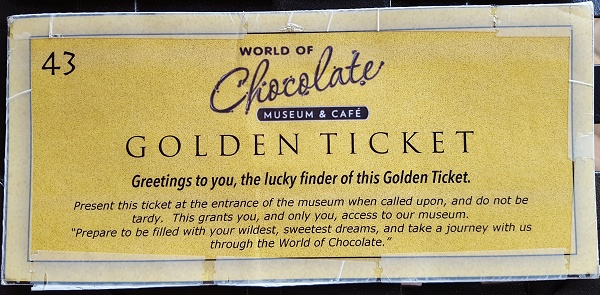 43
WORLD OF
Chocolate
MUSEUM & CAFÉ
GOLDEN TICKET
Greetings to you, the lucky finder of this Golden Ticket.
Present this ticket at the entrance of the museum when called upon, and do not be
tardy. This grants you, and only you, access to our museum.
“Prepare to be filled with your wildest, sweetest dreams, and take a journey with us
through the World of Chocolate.”